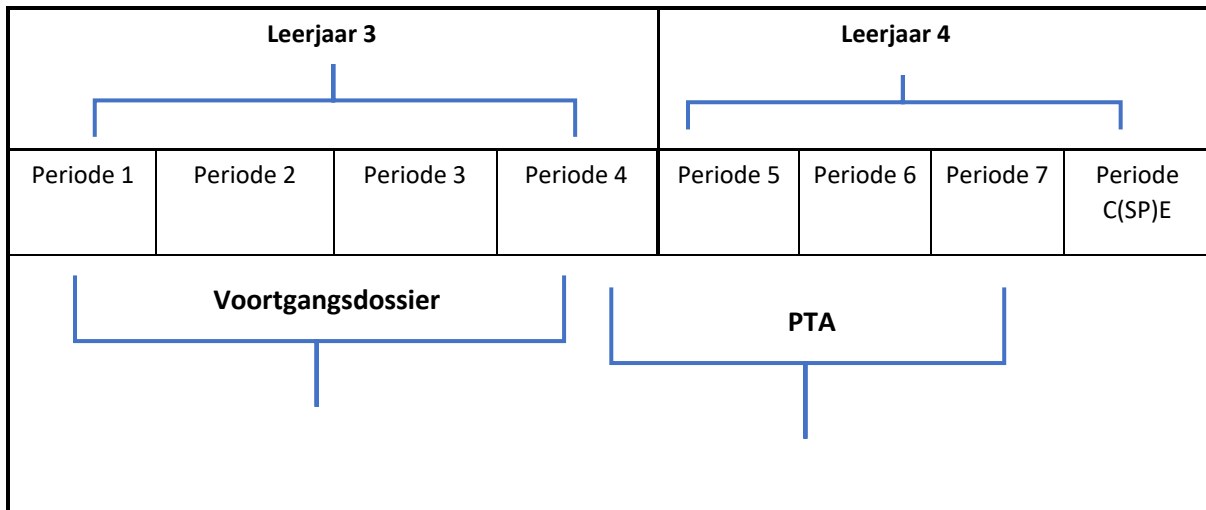 Leerjaar 3
Leerjaar 4
Periode 1
Periode 2
Periode 3
Periode 4
Periode 5
Periode 6
Periode 7
Periode
C(SP)E
Voortgangsdossier
PTA